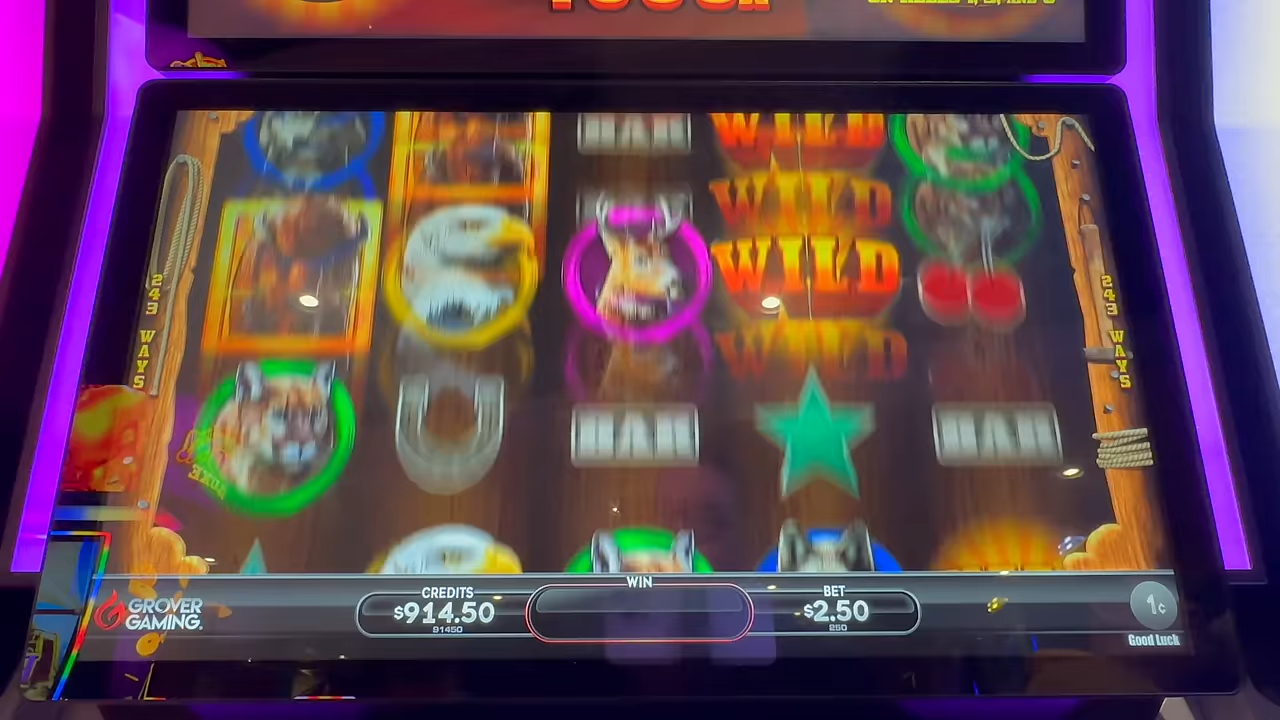 WILD
WILD
WILD
WILD
243 WAYS
243 WAYS
BAR
BAR
BAR
GROVER
GAMING
CREDITS
$914.50
91450
WIN
BET
$2.50
250
1¢
Good Luck